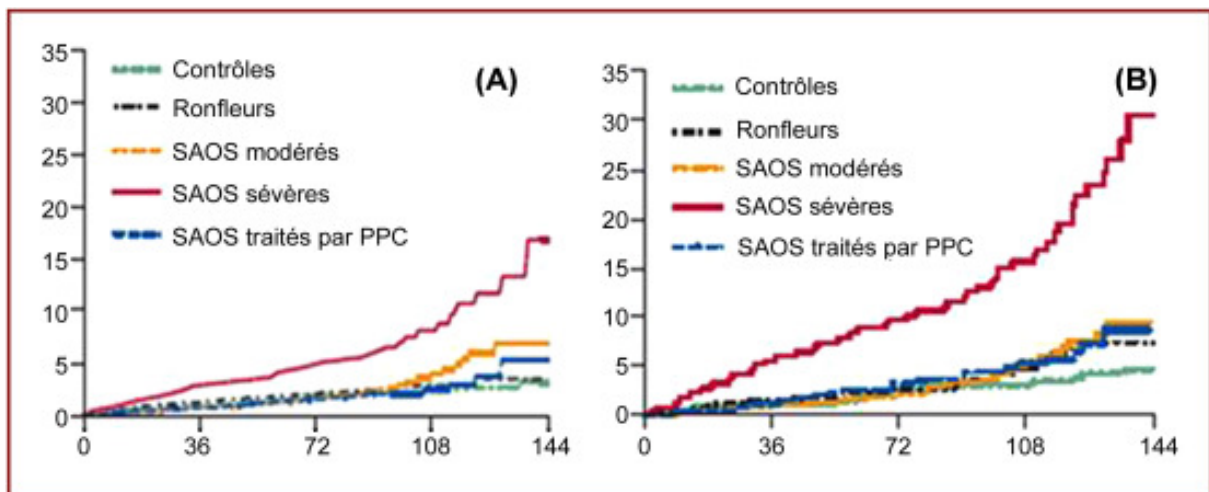 35
30
25
20
15
10
5
0
Contrôles
Ronfleurs
SAOS modérés
SAOS sévères
SAOS traités par PPC
(A)
0 36 72 108 144
35
30
25
20
15
10
5
0
Contrôles
Ronfleurs
SAOS modérés
SAOS sévères
SAOS traités par PPC
(B)
0 36 72 108 144